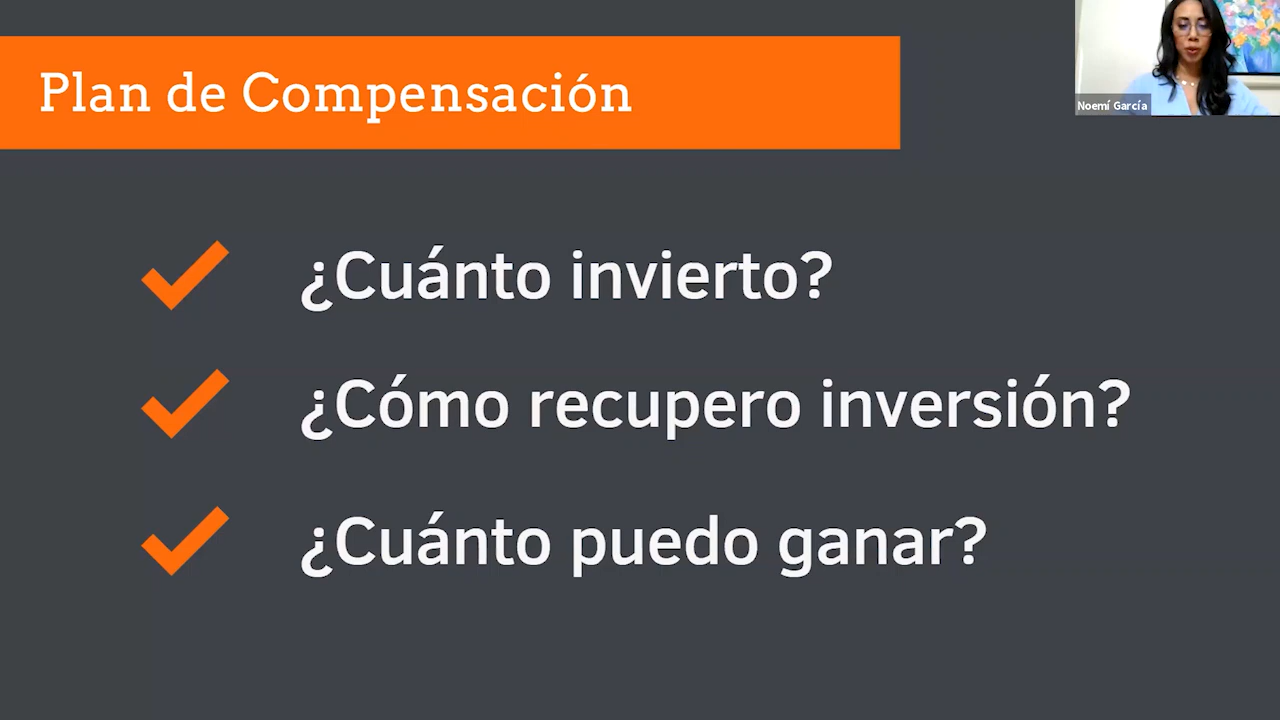 Plan de Compensación
Noemí García
¿Cuánto invierto?
¿Cómo recupero inversión?
¿Cuánto puedo ganar?